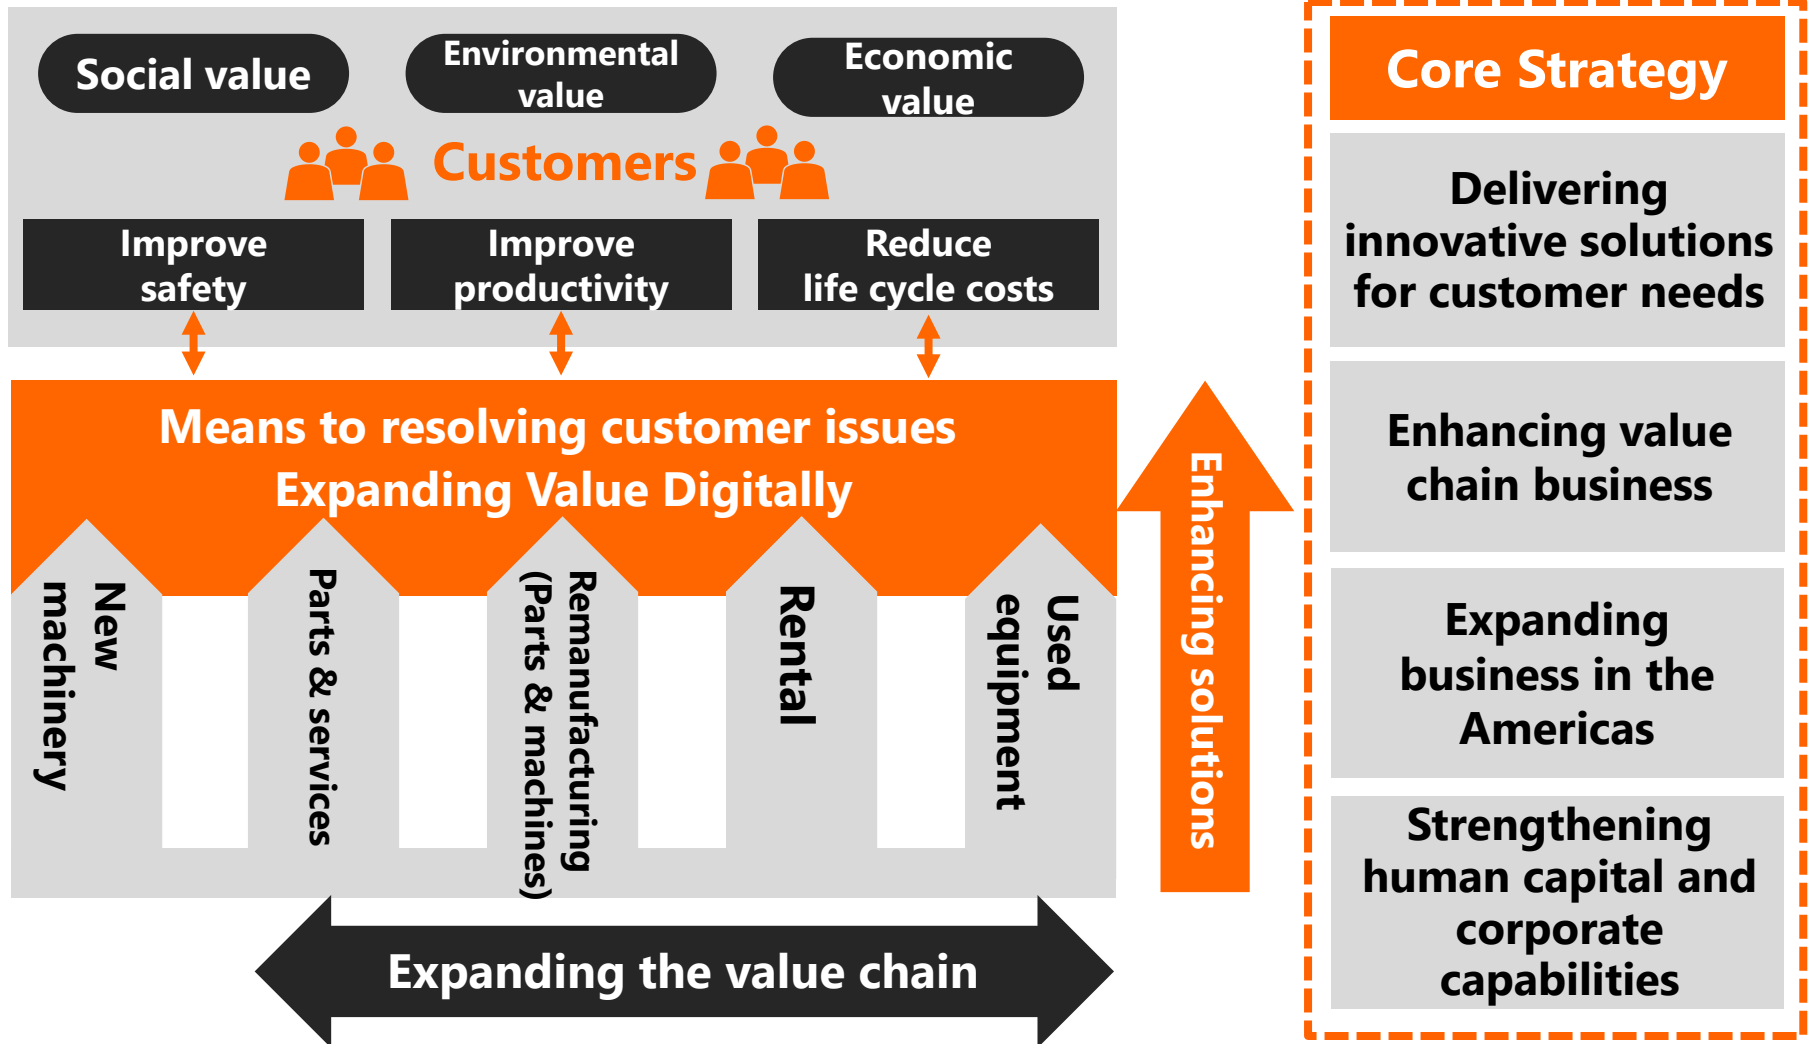 Social value
Environmental
value
Economic
value
Customers
Improve
safety
Improve
productivity
Reduce
life cycle costs
Means to resolving customer issues
Expanding Value Digitally
New
machinery
Parts & services
Remanufacturing
(Parts & machines)
Rental
Used
equipment
Expanding the value chain
Enhancing solutions
Core Strategy
Delivering
innovative solutions
for customer needs
Enhancing value
chain business
Expanding
business in the
Americas
Strengthening
human capital and
corporate
capabilities